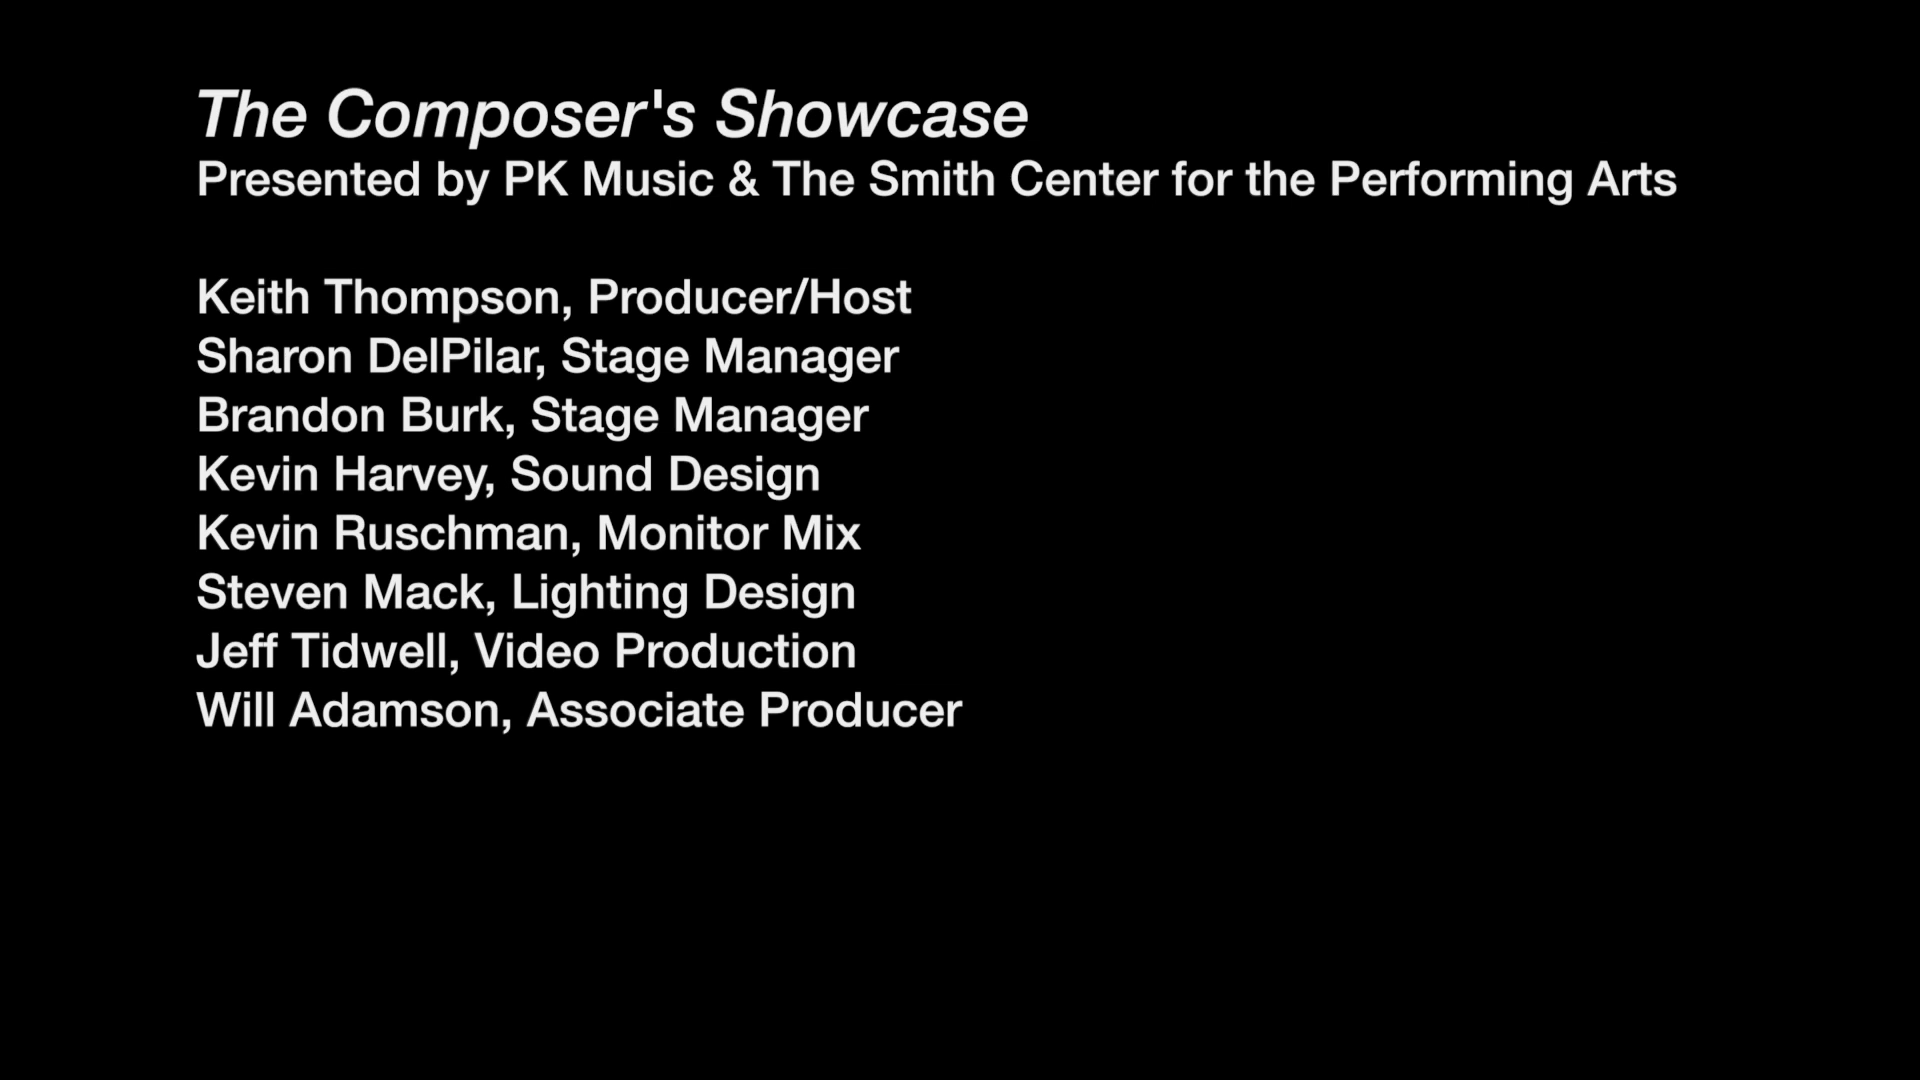 The Composer's Showcase
Presented by PK Music & The Smith Center for the Performing Arts
Keith Thompson, Producer/Host
Sharon DelPilar, Stage Manager
Brandon Burk, Stage Manager
Kevin Harvey, Sound Design
Kevin Ruschman, Monitor Mix
Steven Mack, Lighting Design
Jeff Tidwell, Video Production
Will Adamson, Associate Producer